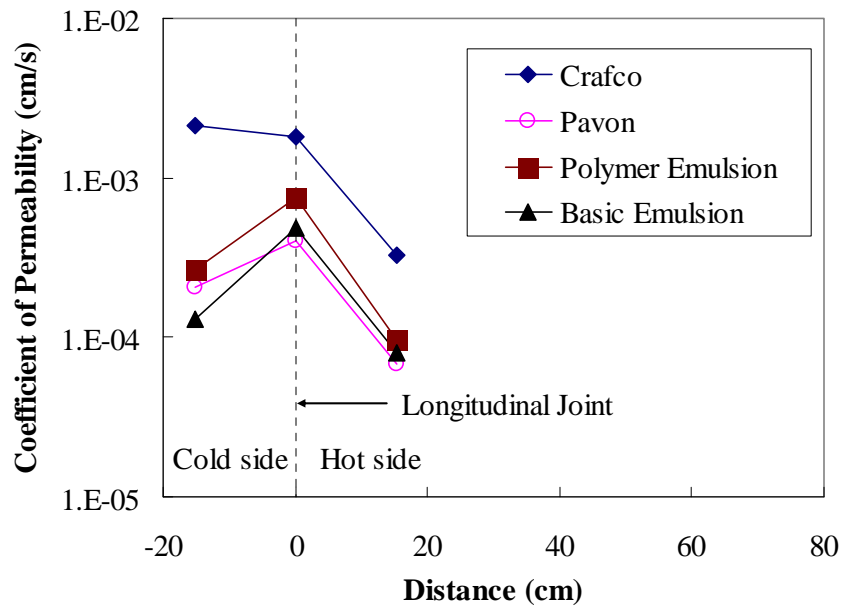 Coefficient of Permeability (cm/s)
1.E-02
1.E-03
1.E-04
1.E-05
Crafco
Pavon
Polymer Emulsion
Basic Emulsion
Longitudinal Joint
Cold side
Hot side
-20
0
20
40
60
80
Distance (cm)